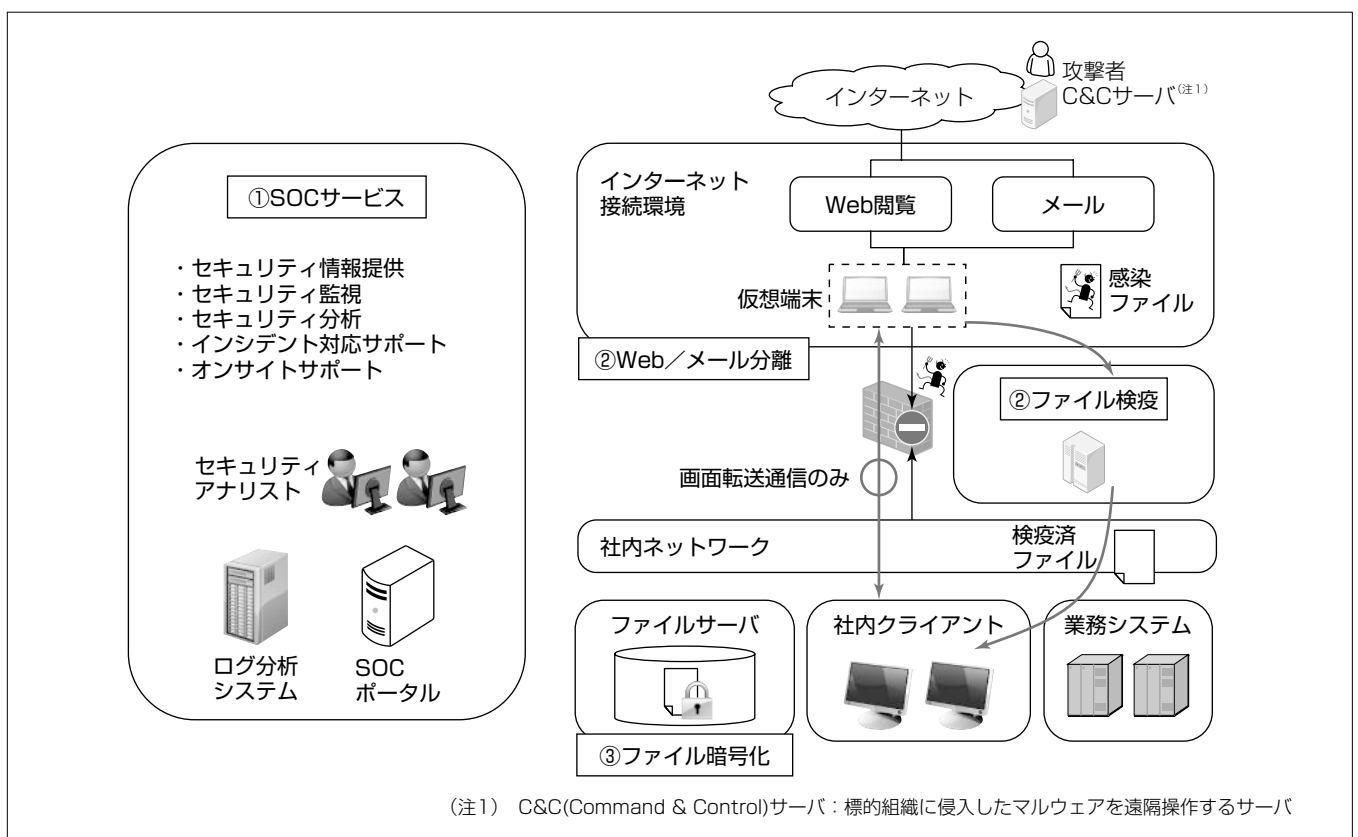 ①SOCサービス
・セキュリティ情報提供
・セキュリティ監視
・セキュリティ分析
・インシデント対応サポート
・オンサイトサポート
セキュリティ
アナリスト
ログ分析
システム
SOC
ポータル
インターネット
攻撃者
C&Cサーバ(注1)
インターネット
接続環境
Web閲覧
メール
仮想端末
感染
ファイル
②Web/メール分離
②ファイル検疫
画面転送通信のみ
社内ネットワーク
検疫済
ファイル
ファイルサーバ
③ファイル暗号化
社内クライアント
業務システム
(注1) C&C(Command & Control)サーバ:標的組織に侵入したマルウェアを遠隔操作するサーバ